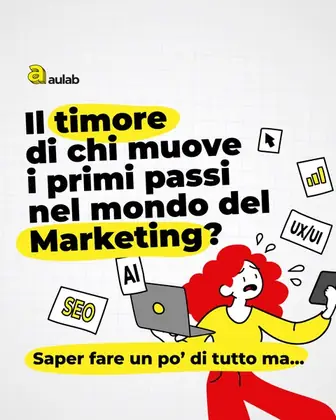 aulab
Il timore
di chi muove
i primi passi
nel mondo del
Marketing?
UX/UI
AI
SEO
Saper fare un po’ di tutto ma...